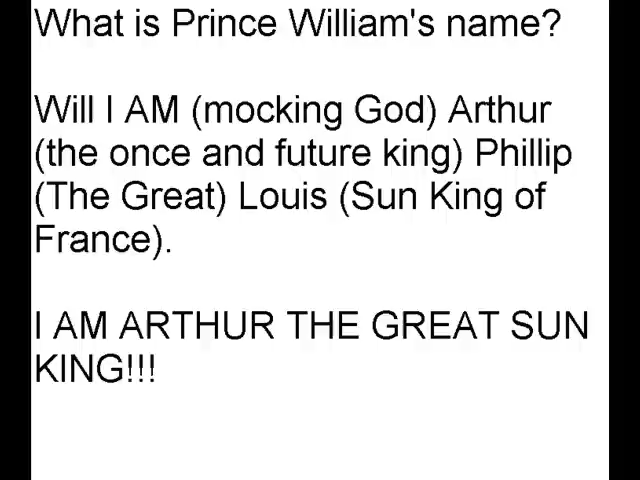 What is Prince William's name?
Will I AM (mocking God) Arthur
(the once and future king) Phillip
(The Great) Louis (Sun King of
France).
I AM ARTHUR THE GREAT SUN
KING!!!